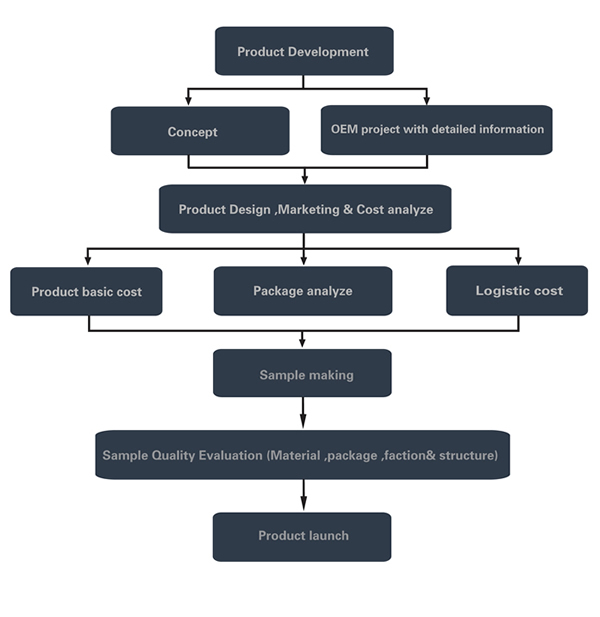 Product Development
Concept
OEM project with detailed information
Product Design ,Marketing & Cost analyze
Product basic cost
Package analyze
Logistic cost
Sample making
Sample Quality Evaluation (Material ,package ,faction& structure)
Product launch